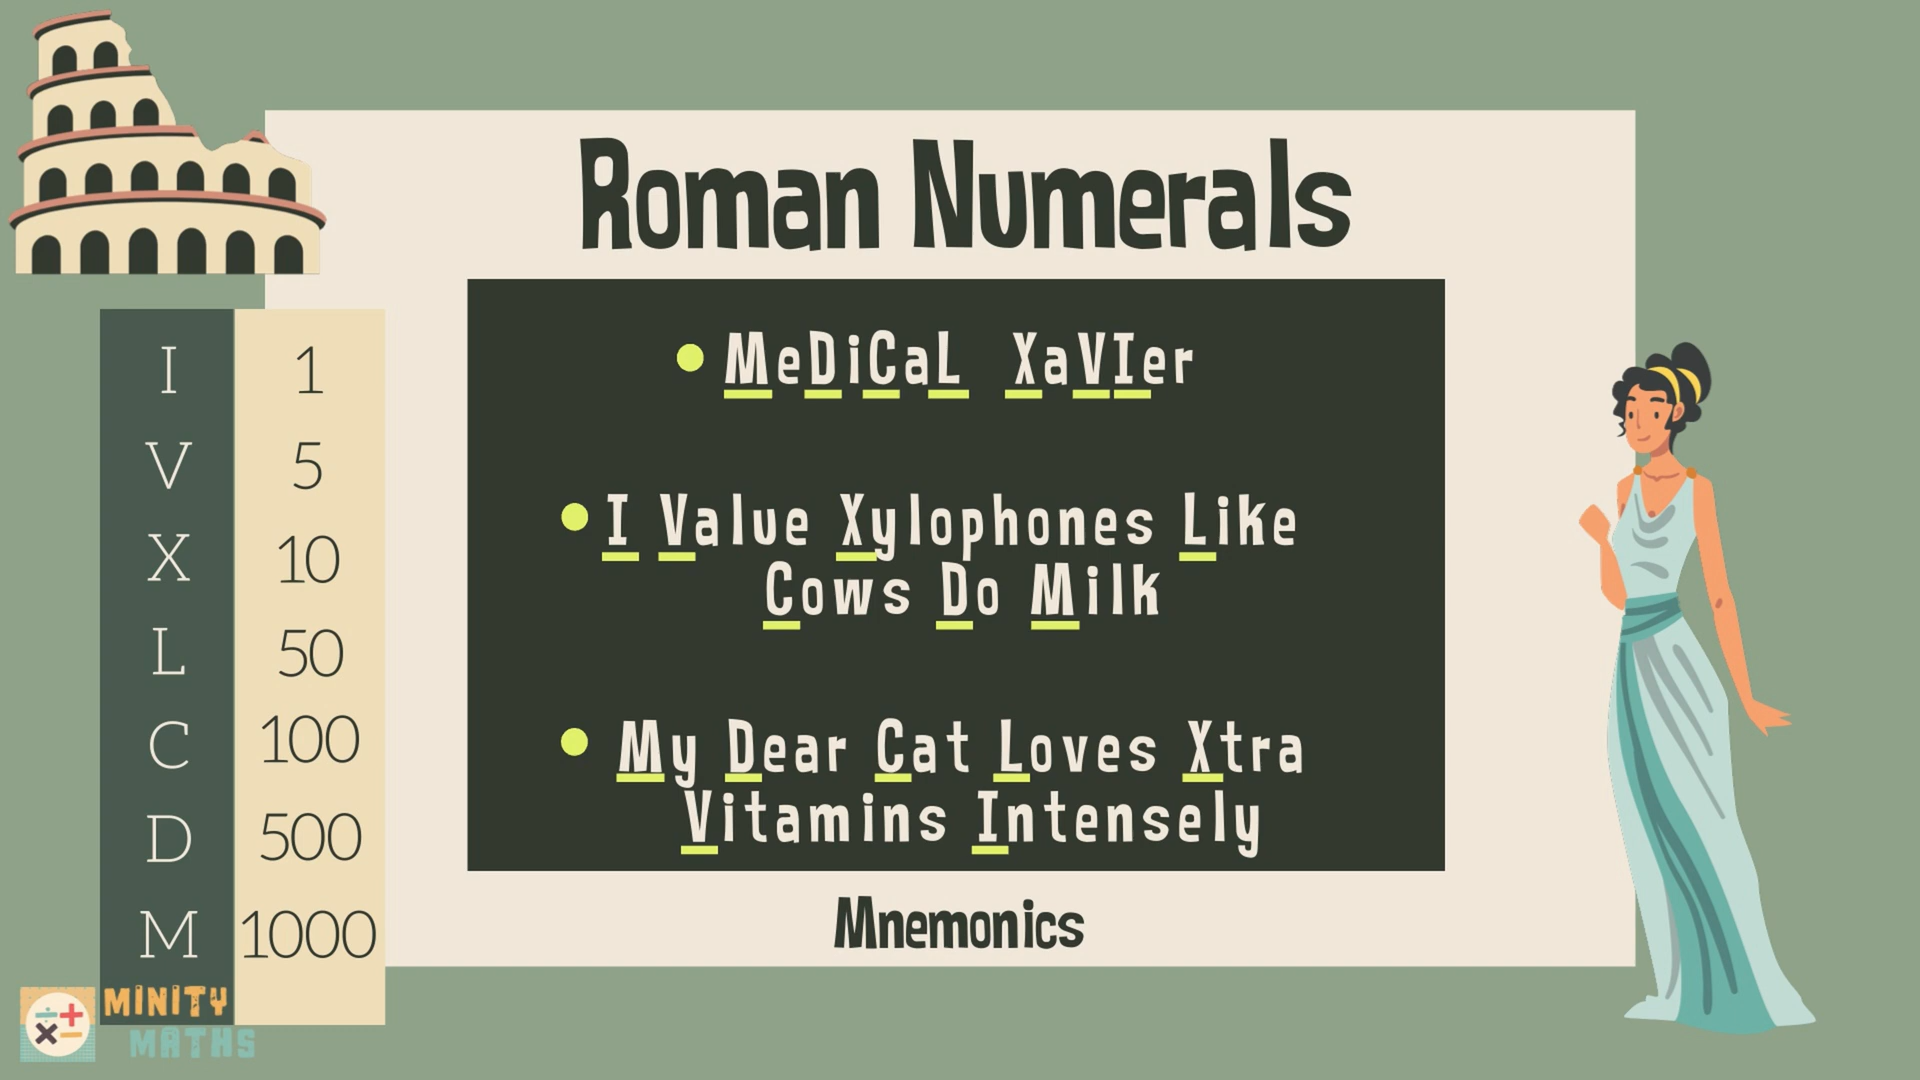 Roman Numerals
I 1
V 5
X 10
L 50
C 100
D 500
M 1000
• MeDiCaL XaVIer
• I Value Xylophones Like
Cows Do Milk
• My Dear Cat Loves Xtra
Vitamins Intensely
Mnemonics
MINITY
MATHS